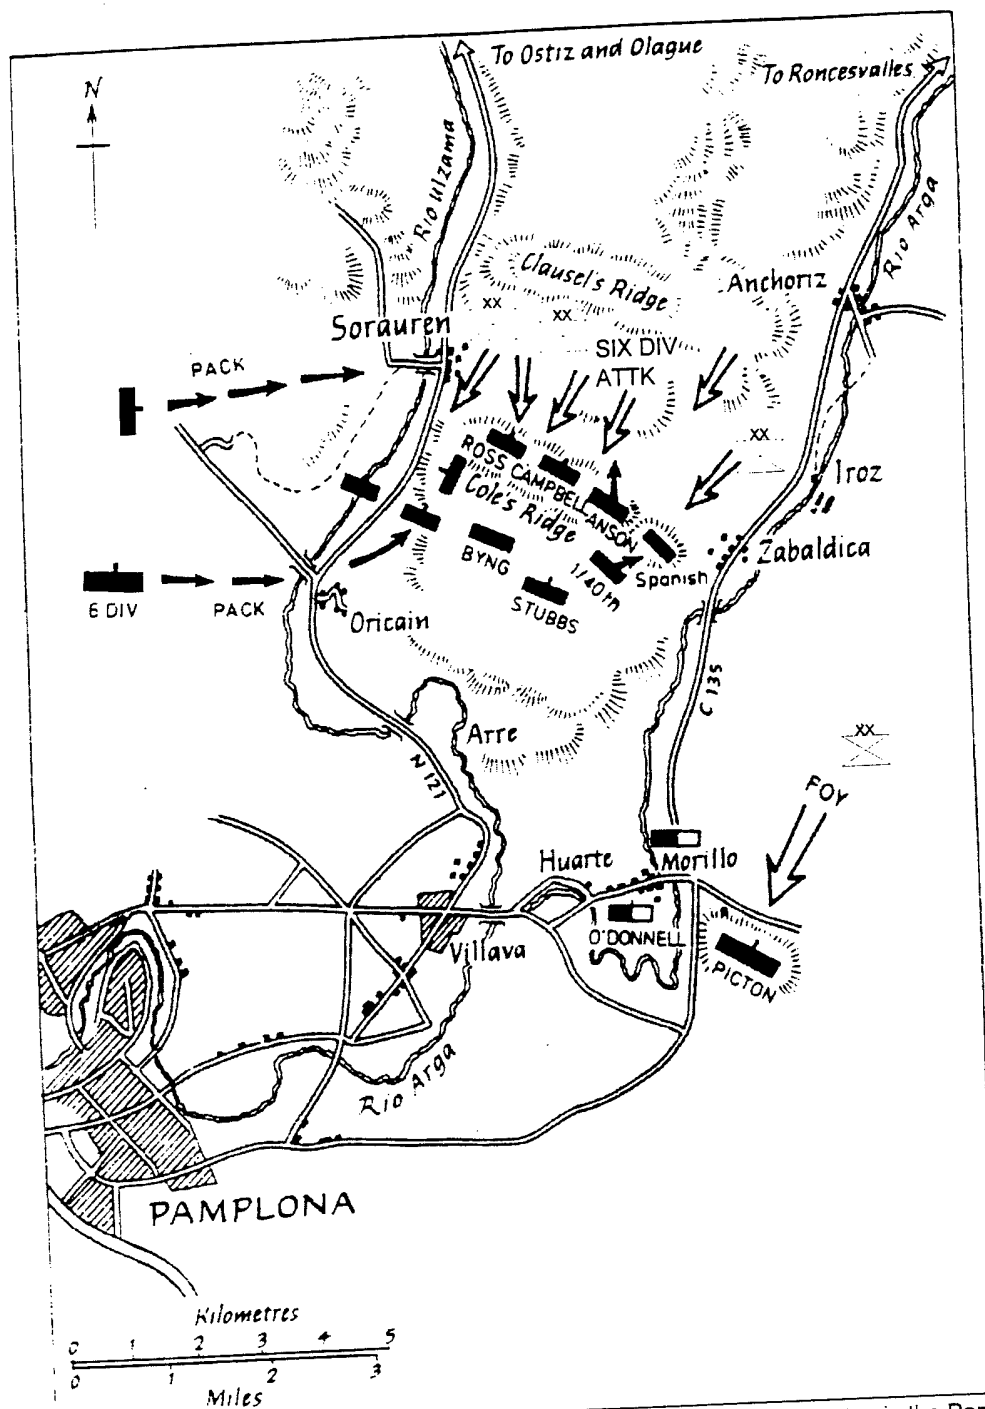 To Ostiz and Olague
To Roncesvalles
N
Rio Ulzama
Rio Arga
Clausel's Ridge
Anchoriz
XX
XX
Sorauren
SIX DIV
ATTK
PACK
XX
ROSS
CAMPBELL
ANSON
Cole's Ridge
Iroz
BYNG
Zabaldica
1/40th
Spanish
6 DIV
PACK
STUBBS
Oricain
C 135
Arre
XX
N 121
FOY
Huarte
Morillo
O'DONNELL
Villava
PICTON
Rio Arga
PAMPLONA
Kilometres
0 1 2 3 4 5
0 1 2 3
Miles